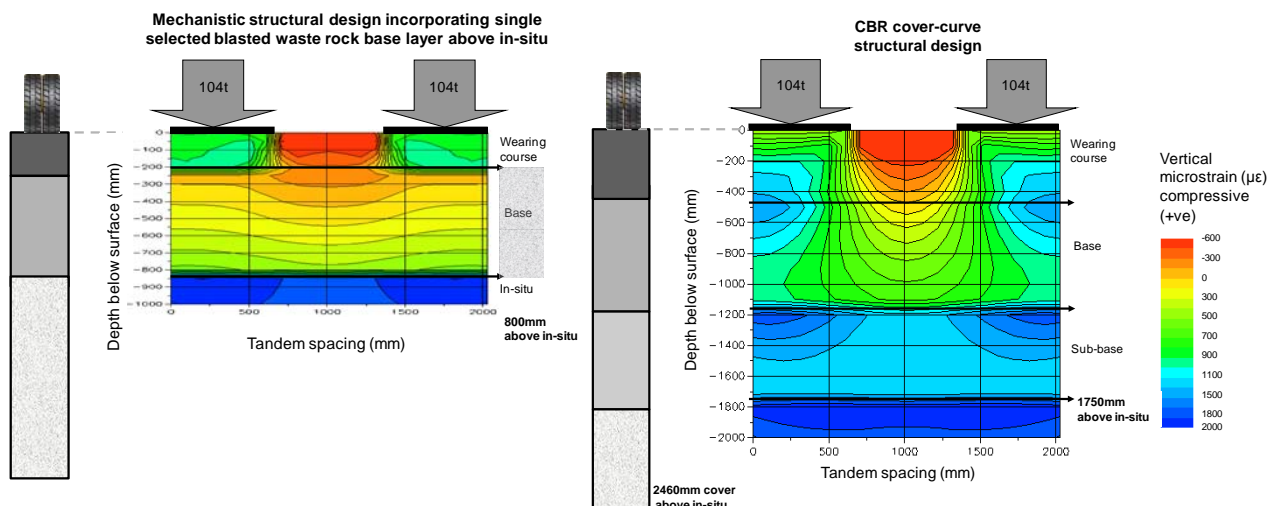 Mechanistic structural design incorporating single
selected blasted waste rock base layer above in-situ
104t
104t
0
-100
-200
-300
-400
-500
-600
-700
-800
-900
-1000
Depth below surface (mm)
0
500
1000
1500
2000
Tandem spacing (mm)
Wearing
course
Base
In-situ
800mm
above in-situ
CBR cover-curve
structural design
104t
104t
0
-200
-400
-600
-800
-1000
-1200
-1400
-1600
-1800
-2000
Depth below surface (mm)
0
500
1000
1500
2000
Tandem spacing (mm)
Wearing
course
Base
Sub-base
1750mm
above in-situ
2460mm cover
above in-situ
Vertical
microstrain (με)
compressive
(+ve)
-600
-300
0
300
500
700
900
1100
1500
1800
2000